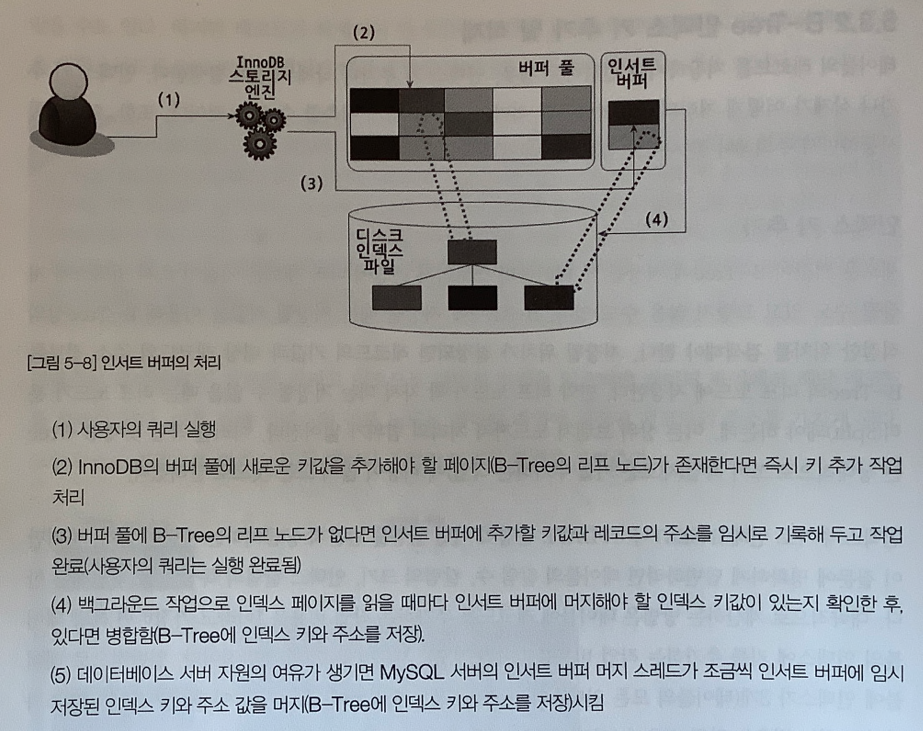 (2)
InnoDB
스토리지
엔진
버퍼 풀
인서트
버퍼
(1)
(3)
(4)
디스크
인덱스
파일
[그림 5-8] 인서트 버퍼의 처리
(1) 사용자의 쿼리 실행
(2) InnoDB의 버퍼 풀에 새로운 키값을 추가해야 할 페이지(B-Tree의 리프 노드)가 존재한다면 즉시 키 추가 작업
처리
(3) 버퍼 풀에 B-Tree의 리프 노드가 없다면 인서트 버퍼에 추가할 키값과 레코드의 주소를 임시로 기록해 두고 작업
완료(사용자의 쿼리는 실행 완료됨)
(4) 백그라운드 작업으로 인덱스 페이지를 읽을 때마다 인서트 버퍼에 머지해야 할 인덱스 키값이 있는지 확인한 후,
있다면 병합함(B-Tree에 인덱스 키와 주소를 저장).
(5) 데이터베이스 서버 자원의 여유가 생기면 MySQL 서버의 인서트 버퍼 머지 스레드가 조금씩 인서트 버퍼에 임시
저장된 인덱스 키와 주소 값을 머지(B-Tree에 인덱스 키와 주소를 저장)시킴